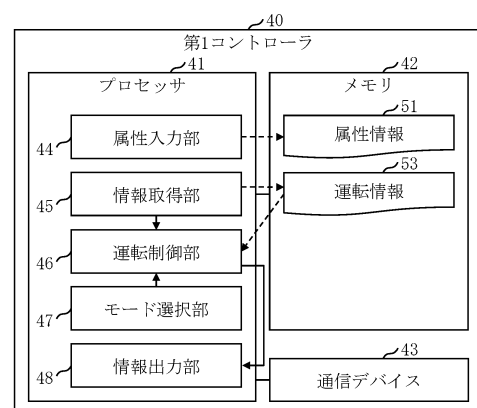 40
第1コントローラ
41
プロセッサ
44
属性入力部
45
情報取得部
46
運転制御部
47
モード選択部
48
情報出力部
42
メモリ
51
属性情報
53
運転情報
43
通信デバイス